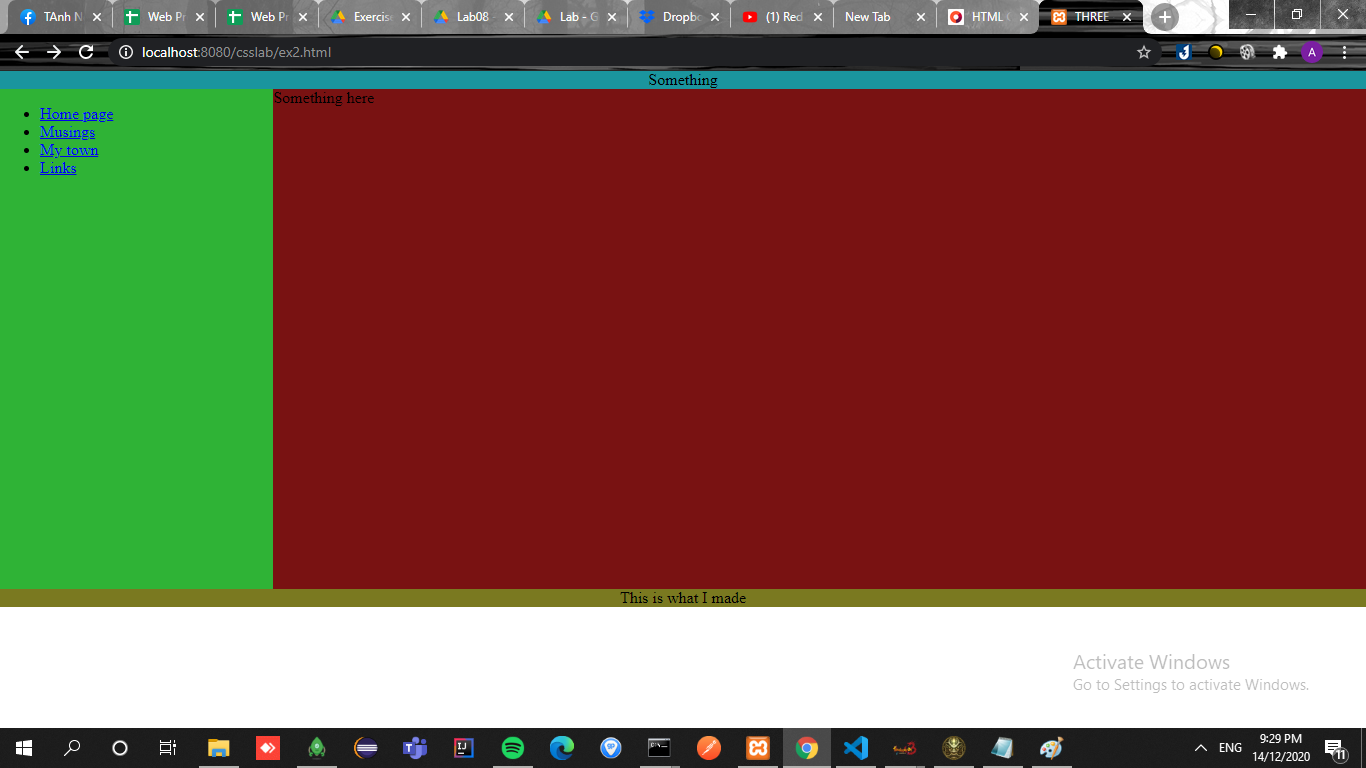 TAnh N
Web Pr
Web Pr
Exercise
Lab08 -
Lab - G
Dropbo
(1) Red
New Tab
HTML C
THREE
localhost:8080/csslab/ex2.html
A
Something
Home page
Musings
My town
Links
Something here
This is what I made
Activate Windows
Go to Settings to activate Windows.
ENG
9:29 PM
14/12/2020
11